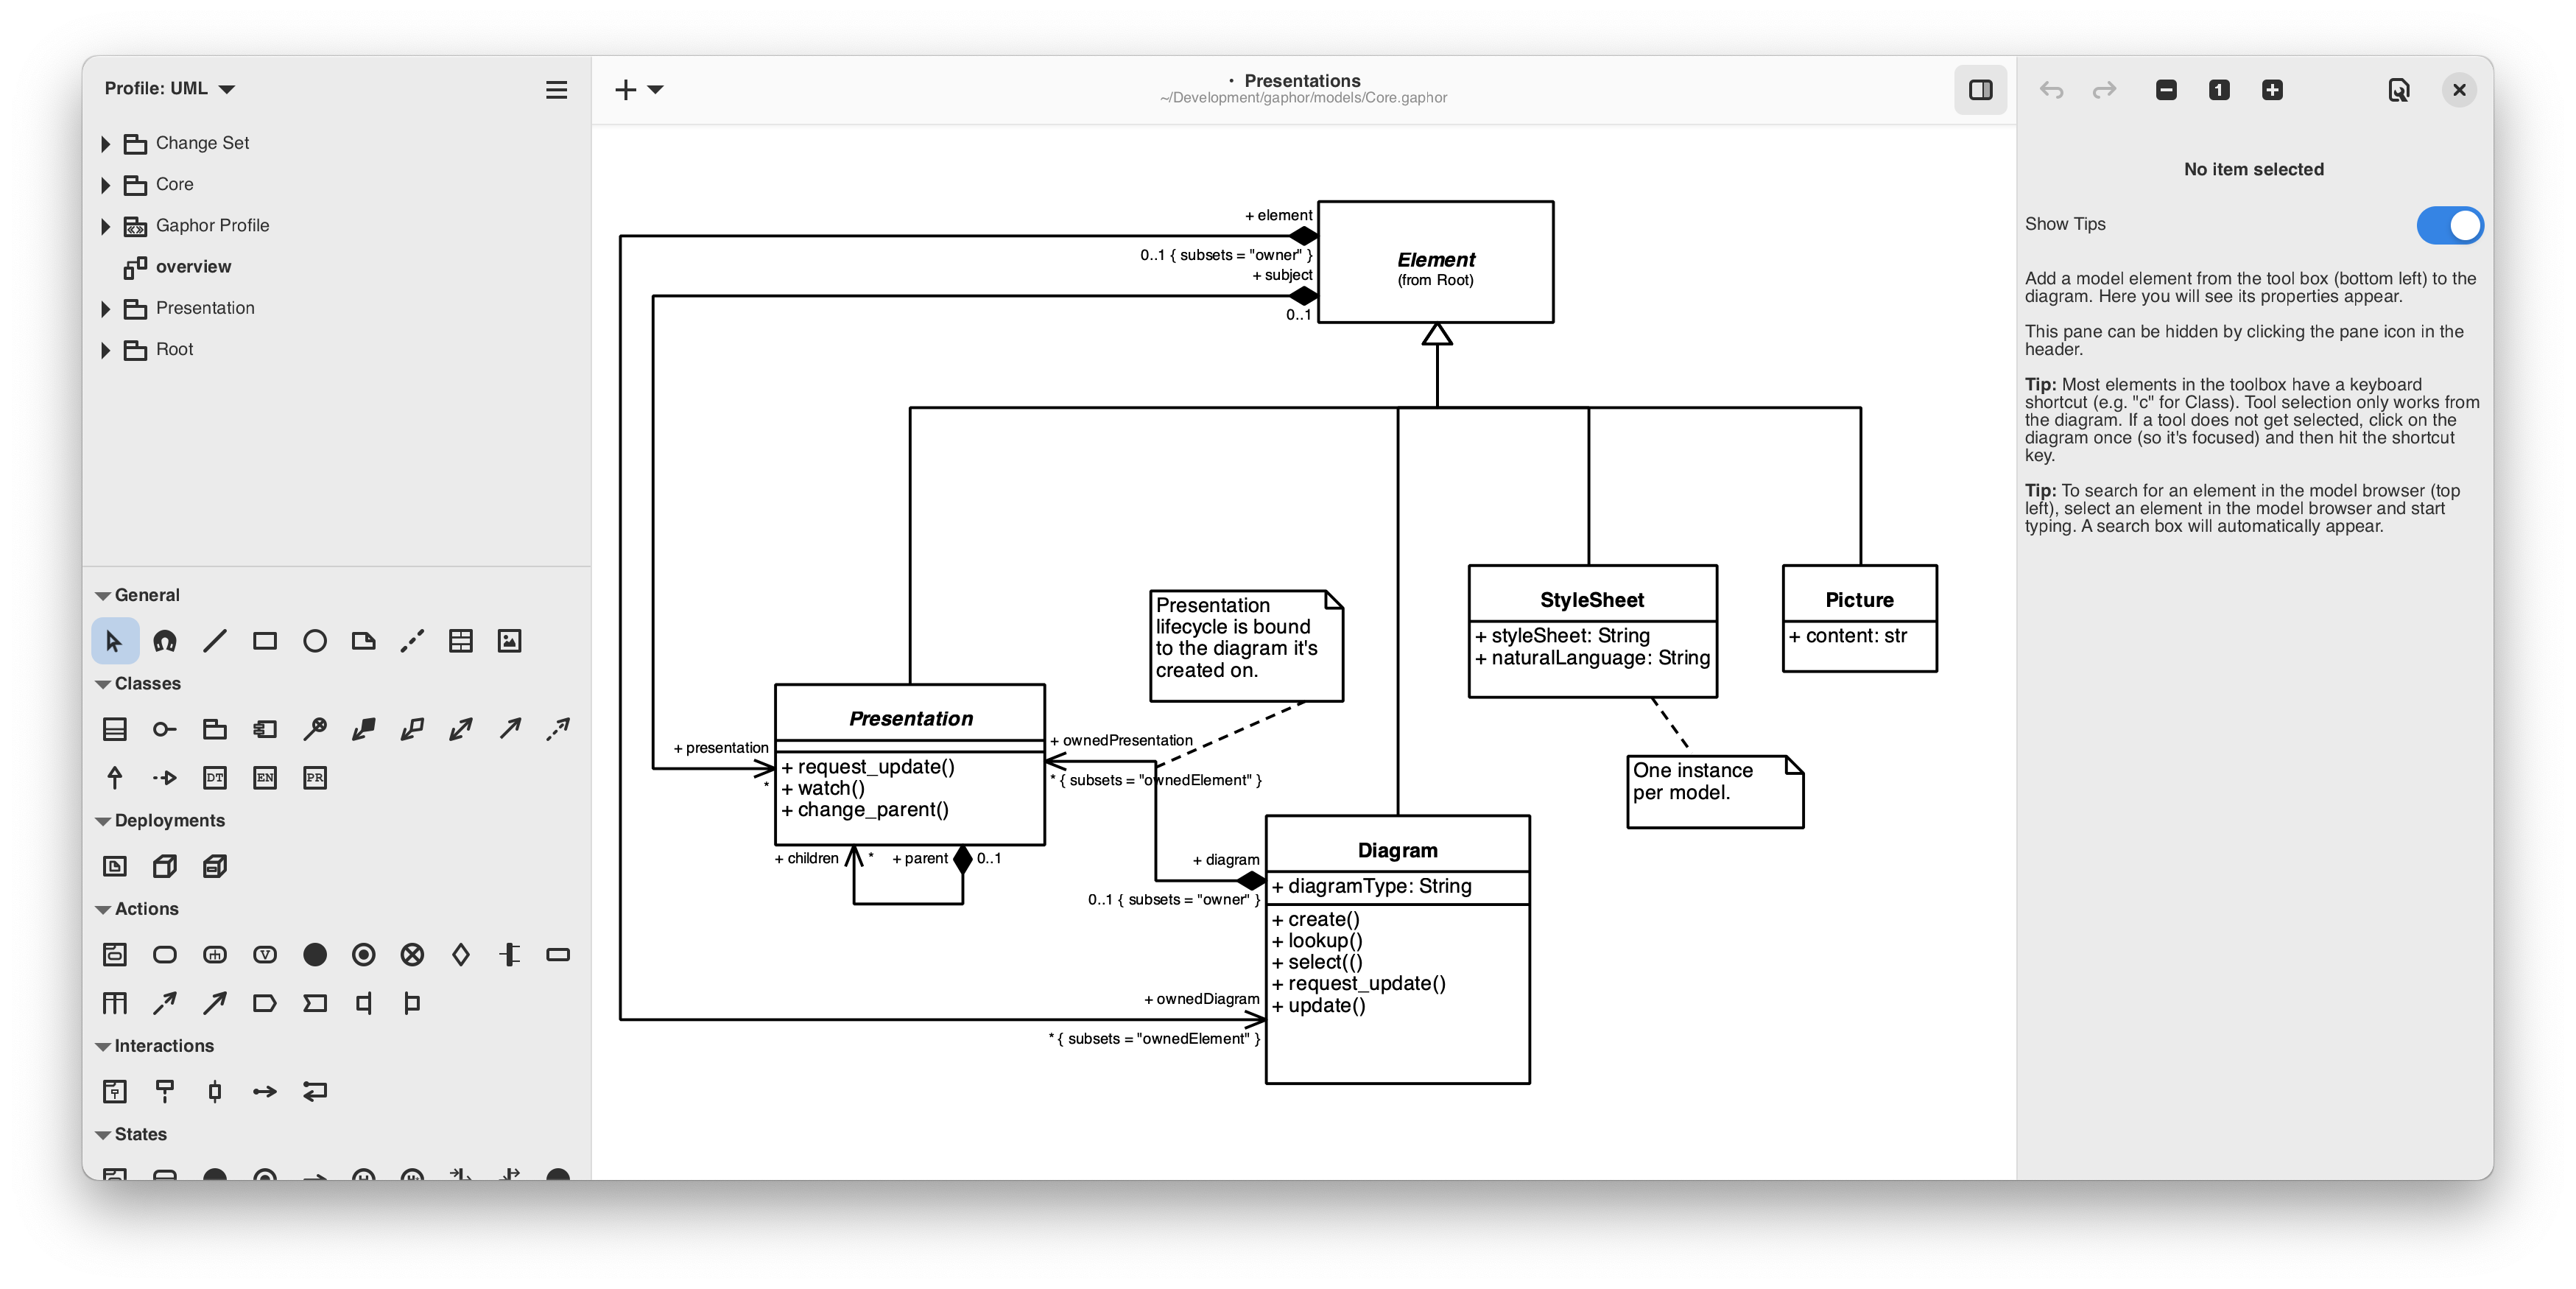 Profile: UML
Change Set
Core
Gaphor Profile
overview
Presentation
Root
General
Classes
DT EN PR
Deployments
Actions
Interactions
States
• Presentations
~/Development/gaphor/models/Core.gaphor
+ element
0..1 { subsets = "owner" }
+ subject
0..1
Element
(from Root)
Presentation
lifecycle is bound
to the diagram it's
created on.
StyleSheet
+ styleSheet: String
+ naturalLanguage: String
Picture
+ content: str
One instance
per model.
Presentation
+ request_update()
+ watch()
+ change_parent()
+ presentation
*
+ ownedPresentation
* { subsets = "ownedElement" }
+ children
*
+ parent
0..1
+ diagram
0..1 { subsets = "owner" }
Diagram
+ diagramType: String
+ create()
+ lookup()
+ select(()
+ request_update()
+ update()
+ ownedDiagram
* { subsets = "ownedElement" }
1
No item selected
Show Tips
Add a model element from the tool box (bottom left) to the
diagram. Here you will see its properties appear.
This pane can be hidden by clicking the pane icon in the
header.
Tip: Most elements in the toolbox have a keyboard
shortcut (e.g. "c" for Class). Tool selection only works from
the diagram. If a tool does not get selected, click on the
diagram once (so it's focused) and then hit the shortcut
key.
Tip: To search for an element in the model browser (top
left), select an element in the model browser and start
typing. A search box will automatically appear.